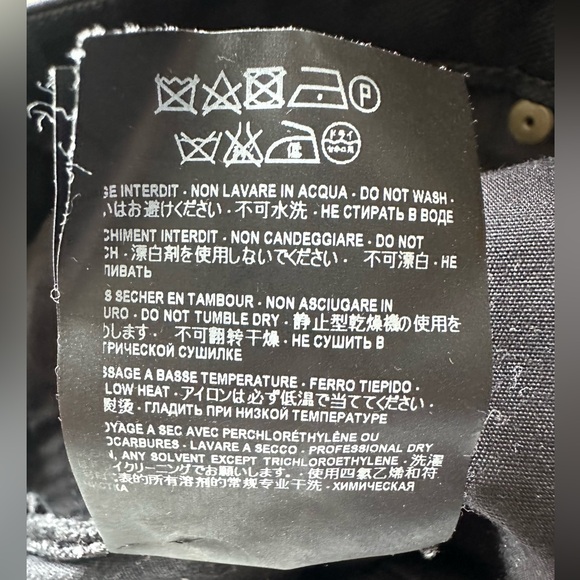 P
ドライ
GE INTERDIT - NON LAVARE IN ACQUA - DO NOT WASH -
いはお避けください - 不可水洗 - НЕ СТИРАТЬ В ВОДЕ
CHIMENT INTERDIT - NON CANDEGGIARE - DO NOT
CH - 漂白剤を使用しないでください - 不可漂白 - НЕ
ЛИВАТЬ
S SECHER EN TAMBOUR - NON ASCIUGARE IN
URO - DO NOT TUMBLE DRY - 静止型乾燥機の使用を
めします - 不可翻转干燥 - НЕ СУШИТЬ В
ТРИЧЕСКОЙ СУШИЛКЕ
SSAGE A BASSE TEMPERATURE - FERRO TIEPIDO -
LOW HEAT - アイロンは必ず低温で当ててください -
熨烫 - ГЛАДИТЬ ПРИ НИЗКОЙ ТЕМПЕРАТУРЕ
OYAGE A SEC AVEC PERCHLORÉTHYLÈNE OU
OCARBURES - LAVARE A SECCO - PROFESSIONAL DRY
N, ANY SOLVENT EXCEPT TRICHLOROETHYLENE - 洗濯
イクリーニングでお願いします - 使用四氯乙烯和符
表的所有溶剂的常规专业干洗 - ХИМИЧЕСКАЯ
КА